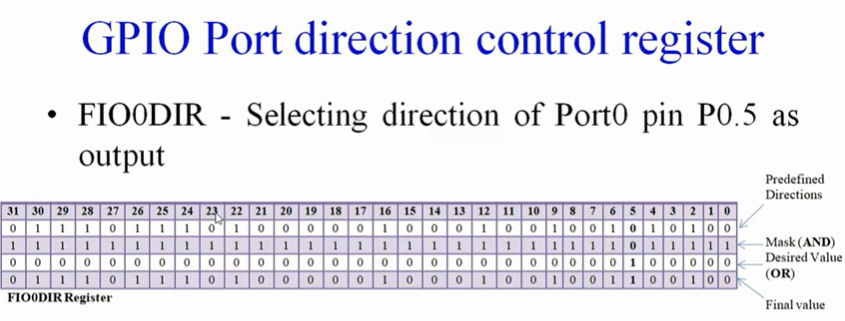 GPIO Port direction control register
• FIO0DIR - Selecting direction of Port0 pin P0.5 as
output
Predefined
Directions
31 30 29 28 27 26 25 24 23 22 21 20 19 18 17 16 15 14 13 12 11 10 9 8 7 6 5 4 3 2 1 0
0 1 1 1 0 1 1 1 0 1 0 0 0 0 0 1 0 0 0 1 0 0 1 0 0 1 0 1 0 1 0 0
1 1 1 1 1 1 1 1 1 1 1 1 1 1 1 1 1 1 1 1 1 1 1 1 1 1 0 1 1 1 1 1
Mask (AND)
0 0 0 0 0 0 0 0 0 0 0 0 0 0 0 0 0 0 0 0 0 0 0 0 0 0 1 0 0 0 0 0
Desired Value
(OR)
0 1 1 1 0 1 1 1 0 1 0 0 0 0 0 1 0 0 0 1 0 0 1 0 0 1 1 0 0 1 0 0
FIO0DIR Register
Final value